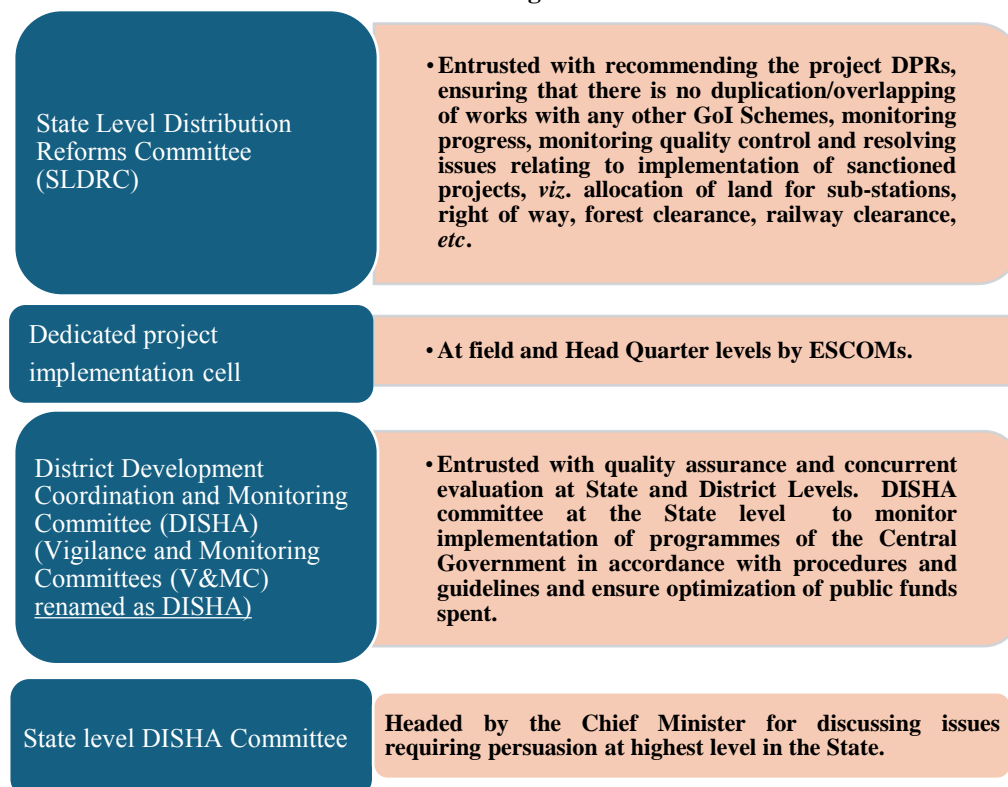 State Level Distribution
Reforms Committee
(SLDRC)
•Entrusted with recommending the project DPRs,
ensuring that there is no duplication/overlapping
of works with any other GoI Schemes, monitoring
progress, monitoring quality control and resolving
issues relating to implementation of sanctioned
projects, viz. allocation of land for sub-stations,
right of way, forest clearance, railway clearance,
etc.
Dedicated project
implementation cell
•At field and Head Quarter levels by ESCOMs.
District Development
Coordination and Monitoring
Committee (DISHA)
(Vigilance and Monitoring
Committees (V&MC)
renamed as DISHA)
•Entrusted with quality assurance and concurrent
evaluation at State and District Levels. DISHA
committee at the State level to monitor
implementation of programmes of the Central
Government in accordance with procedures and
guidelines and ensure optimization of public funds
spent.
State level DISHA Committee
Headed by the Chief Minister for discussing issues
requiring persuasion at highest level in the State.